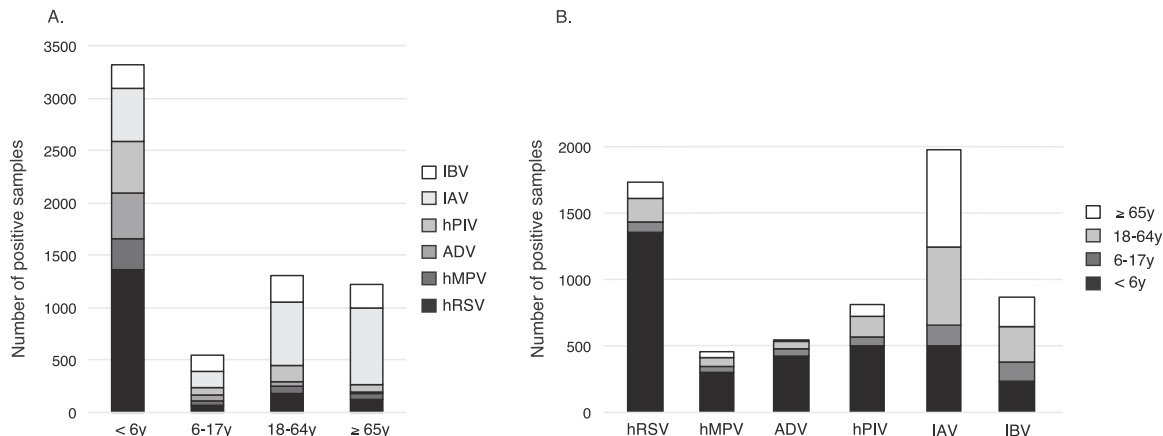 A.
Number of positive samples
3500
3000
2500
2000
1500
1000
500
0
< 6y 6-17y 18-64y ≥ 65y
IBV
IAV
hPIV
ADV
hMPV
hRSV
B.
Number of positive samples
2000
1500
1000
500
0
hRSV hMPV ADV hPIV IAV IBV
≥ 65y
18-64y
6-17y
< 6y